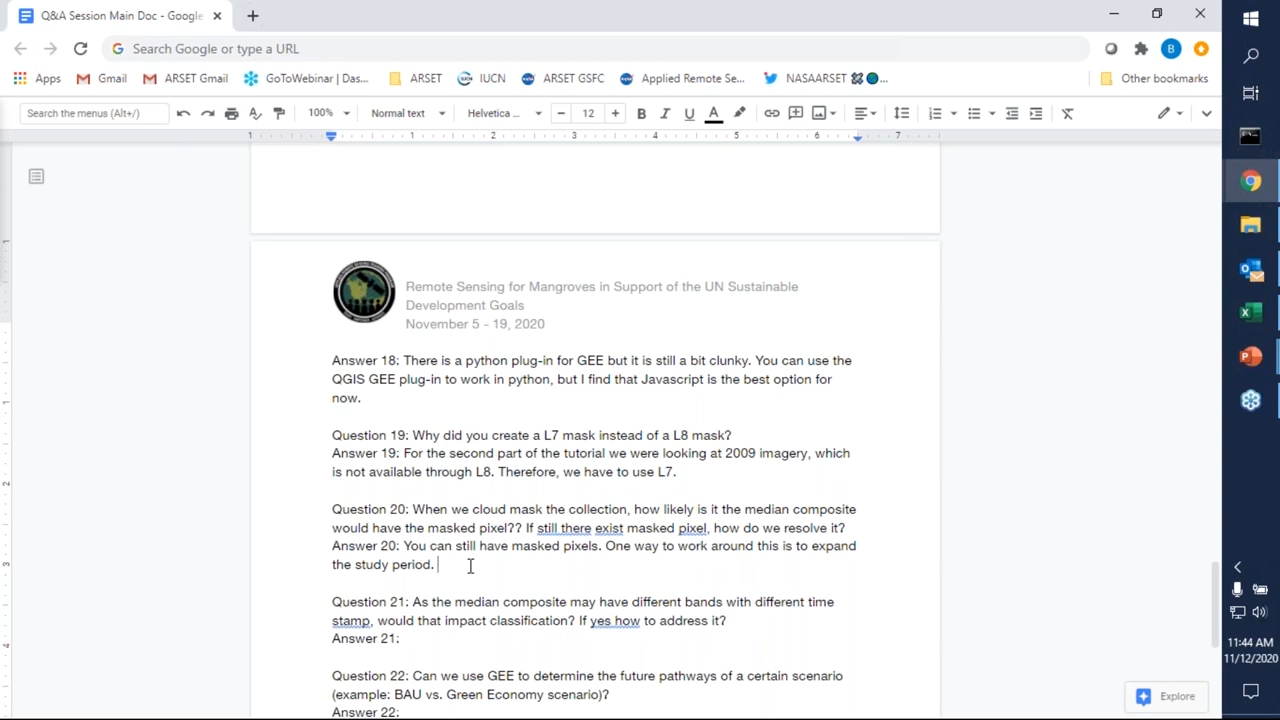 Q&A Session Main Doc - Google
Search Google or type a URL
Apps
Gmail
ARSET Gmail
GoToWebinar | Das...
ARSET
IUCN
ARSET GSFC
Applied Remote Se...
NASAARSET
Other bookmarks
Search the menus (Alt+/)
100%
Normal text
Helvetica ...
12
B I U A
1 1 2 3 4 5 6 7
Remote Sensing for Mangroves in Support of the UN Sustainable
Development Goals
November 5 - 19, 2020
Answer 18: There is a python plug-in for GEE but it is still a bit clunky. You can use the
QGIS GEE plug-in to work in python, but I find that Javascript is the best option for
now.
Question 19: Why did you create a L7 mask instead of a L8 mask?
Answer 19: For the second part of the tutorial we were looking at 2009 imagery, which
is not available through L8. Therefore, we have to use L7.
Question 20: When we cloud mask the collection, how likely is it the median composite
would have the masked pixel?? If still there exist masked pixel, how do we resolve it?
Answer 20: You can still have masked pixels. One way to work around this is to expand
the study period.
Question 21: As the median composite may have different bands with different time
stamp, would that impact classification? If yes how to address it?
Answer 21:
Question 22: Can we use GEE to determine the future pathways of a certain scenario
(example: BAU vs. Green Economy scenario)?
Answer 22:
Explore
11:44 AM
11/12/2020